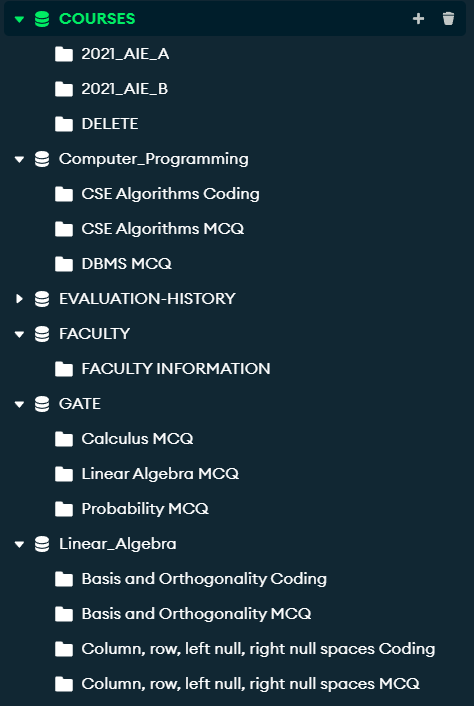 COURSES
2021_AIE_A
2021_AIE_B
DELETE
Computer_Programming
CSE Algorithms Coding
CSE Algorithms MCQ
DBMS MCQ
EVALUATION-HISTORY
FACULTY
FACULTY INFORMATION
GATE
Calculus MCQ
Linear Algebra MCQ
Probability MCQ
Linear_Algebra
Basis and Orthogonality Coding
Basis and Orthogonality MCQ
Column, row, left null, right null spaces Coding
Column, row, left null, right null spaces MCQ